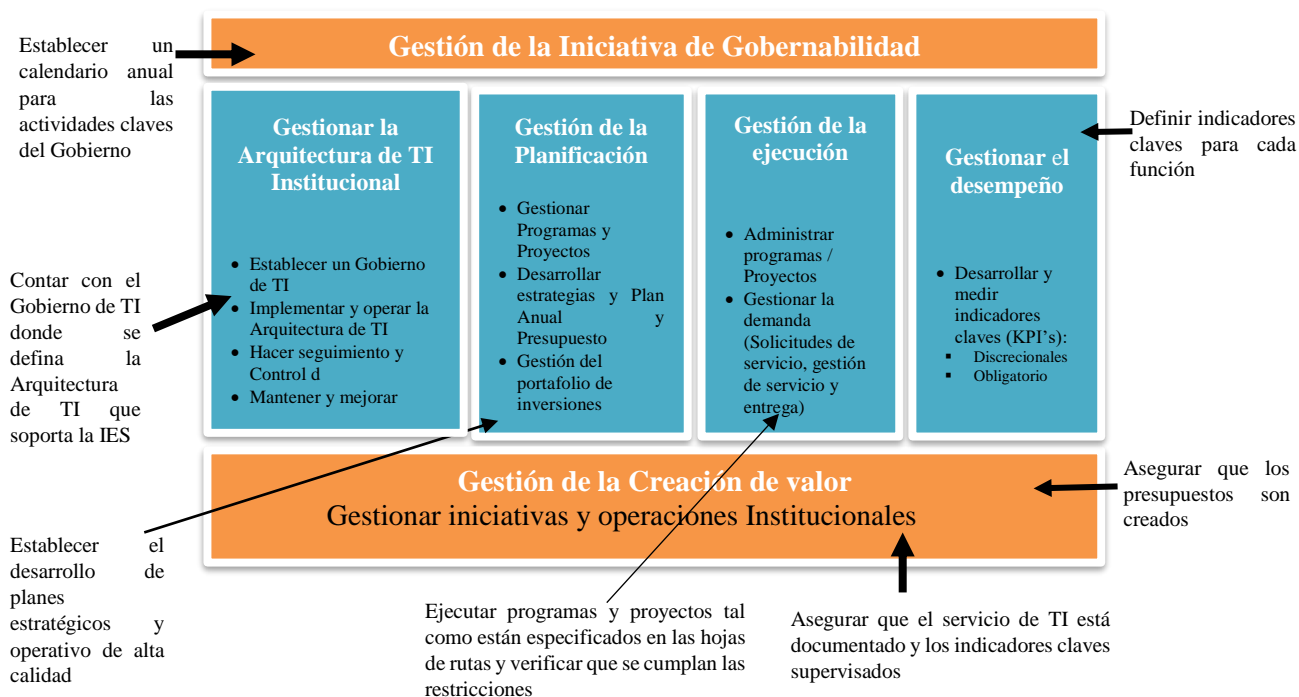 Gestión de la Iniciativa de Gobernabilidad
Establecer un
calendario anual
para las
actividades claves
del Gobierno
Gestionar la
Arquitectura de TI
Institucional
• Establecer un Gobierno
de TI
• Implementar y operar la
Arquitectura de TI
• Hacer seguimiento y
Control d
• Mantener y mejorar
Gestión de la
Planificación
• Gestionar
Programas y
Proyectos
• Desarrollar
estrategias y Plan
Anual y
Presupuesto
• Gestión del
portafolio de
inversiones
Gestión de la
ejecución
• Administrar
programas /
Proyectos
• Gestionar la
demanda
(Solicitudes de
servicio, gestión
de servicio y
entrega)
Gestionar el
desempeño
• Desarrollar y
medir
indicadores
claves (KPI’s):
▪ Discrecionales
▪ Obligatorio
Definir indicadores
claves para cada
función
Contar con el
Gobierno de TI
donde se
defina la
Arquitectura
de TI que
soporta la IES
Gestión de la Creación de valor
Gestionar iniciativas y operaciones Institucionales
Asegurar que los
presupuestos son
creados
Establecer el
desarrollo de
planes
estratégicos y
operativo de alta
calidad
Ejecutar programas y proyectos tal
como están especificados en las hojas
de rutas y verificar que se cumplan las
restricciones
Asegurar que el servicio de TI está
documentado y los indicadores claves
supervisados